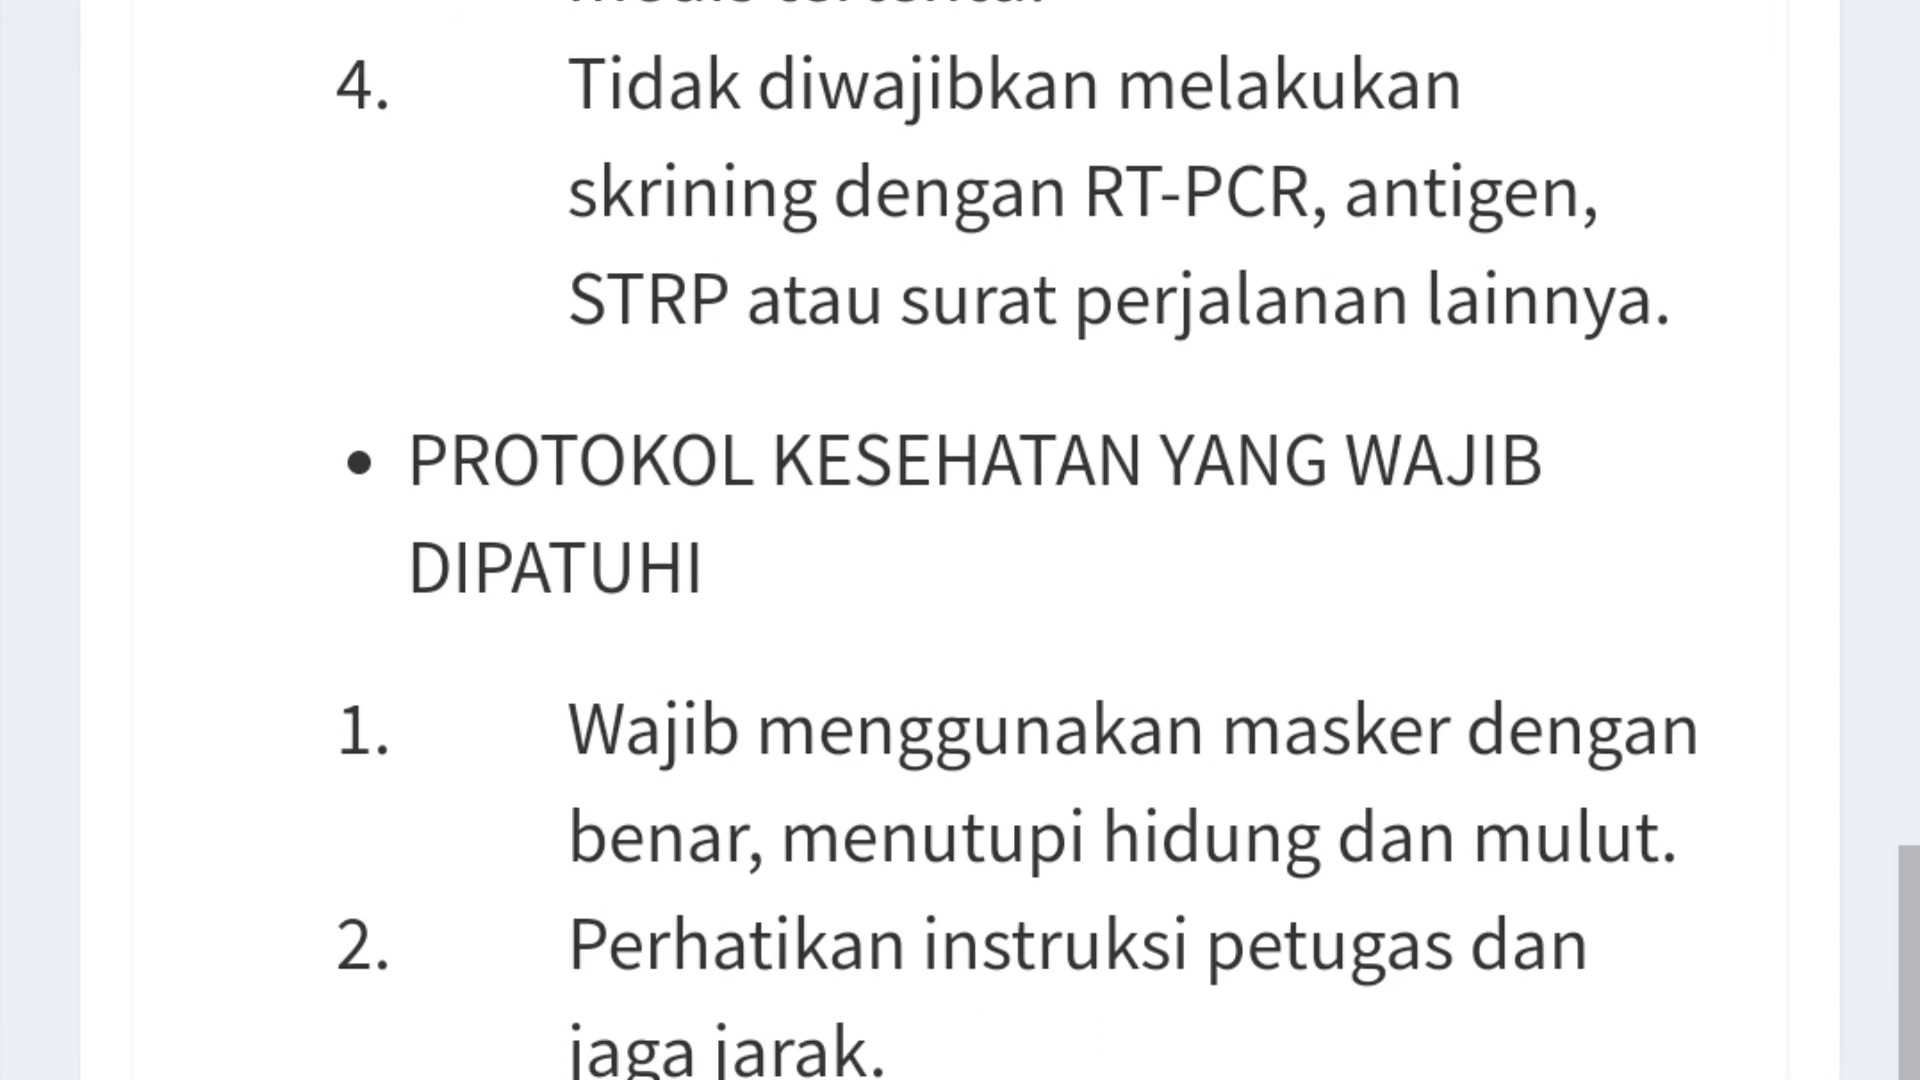 4. Tidak diwajibkan melakukan
skrining dengan RT-PCR, antigen,
STRP atau surat perjalanan lainnya.
• PROTOKOL KESEHATAN YANG WAJIB
DIPATUHI
1. Wajib menggunakan masker dengan
benar, menutupi hidung dan mulut.
2. Perhatikan instruksi petugas dan
jaga jarak.